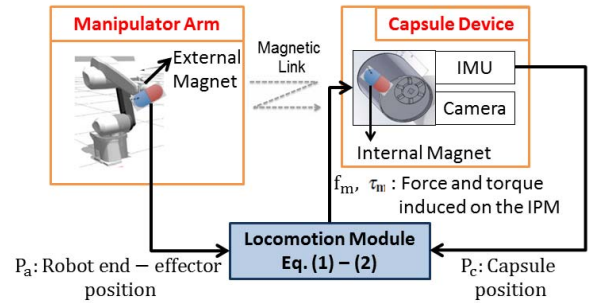 Manipulator Arm
External
Magnet
Magnetic
Link
Capsule Device
IMU
Camera
Internal Magnet
fm, τm : Force and torque
induced on the IPM
Locomotion Module
Eq. (1) – (2)
Pa: Robot end − effector
position
Pc: Capsule
position